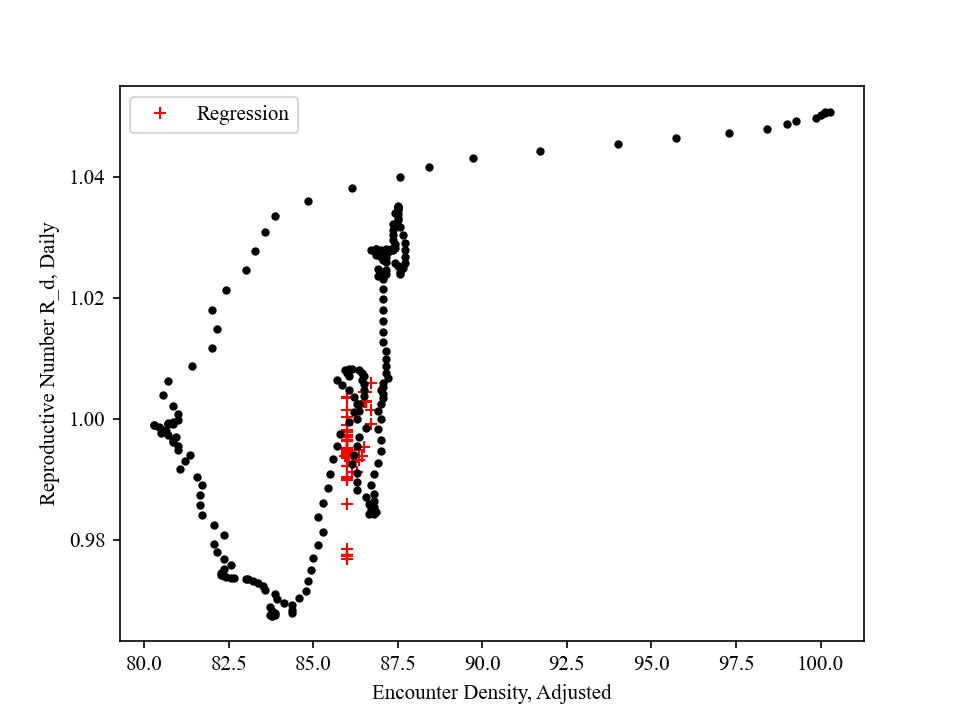 Regression
1.04
1.02
1.00
0.98
Reproductive Number R_d, Daily
80.0 82.5 85.0 87.5 90.0 92.5 95.0 97.5 100.0
Encounter Density, Adjusted